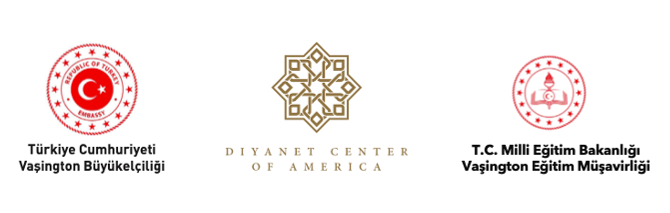 REPUBLIC OF TURKEY
EMBASSY
Türkiye Cumhuriyeti
Vaşington Büyükelçiliği
DIYANET CENTER
OF AMERICA
T.C. Milli Eğitim Bakanlığı
Vaşington Eğitim Müşavirliği